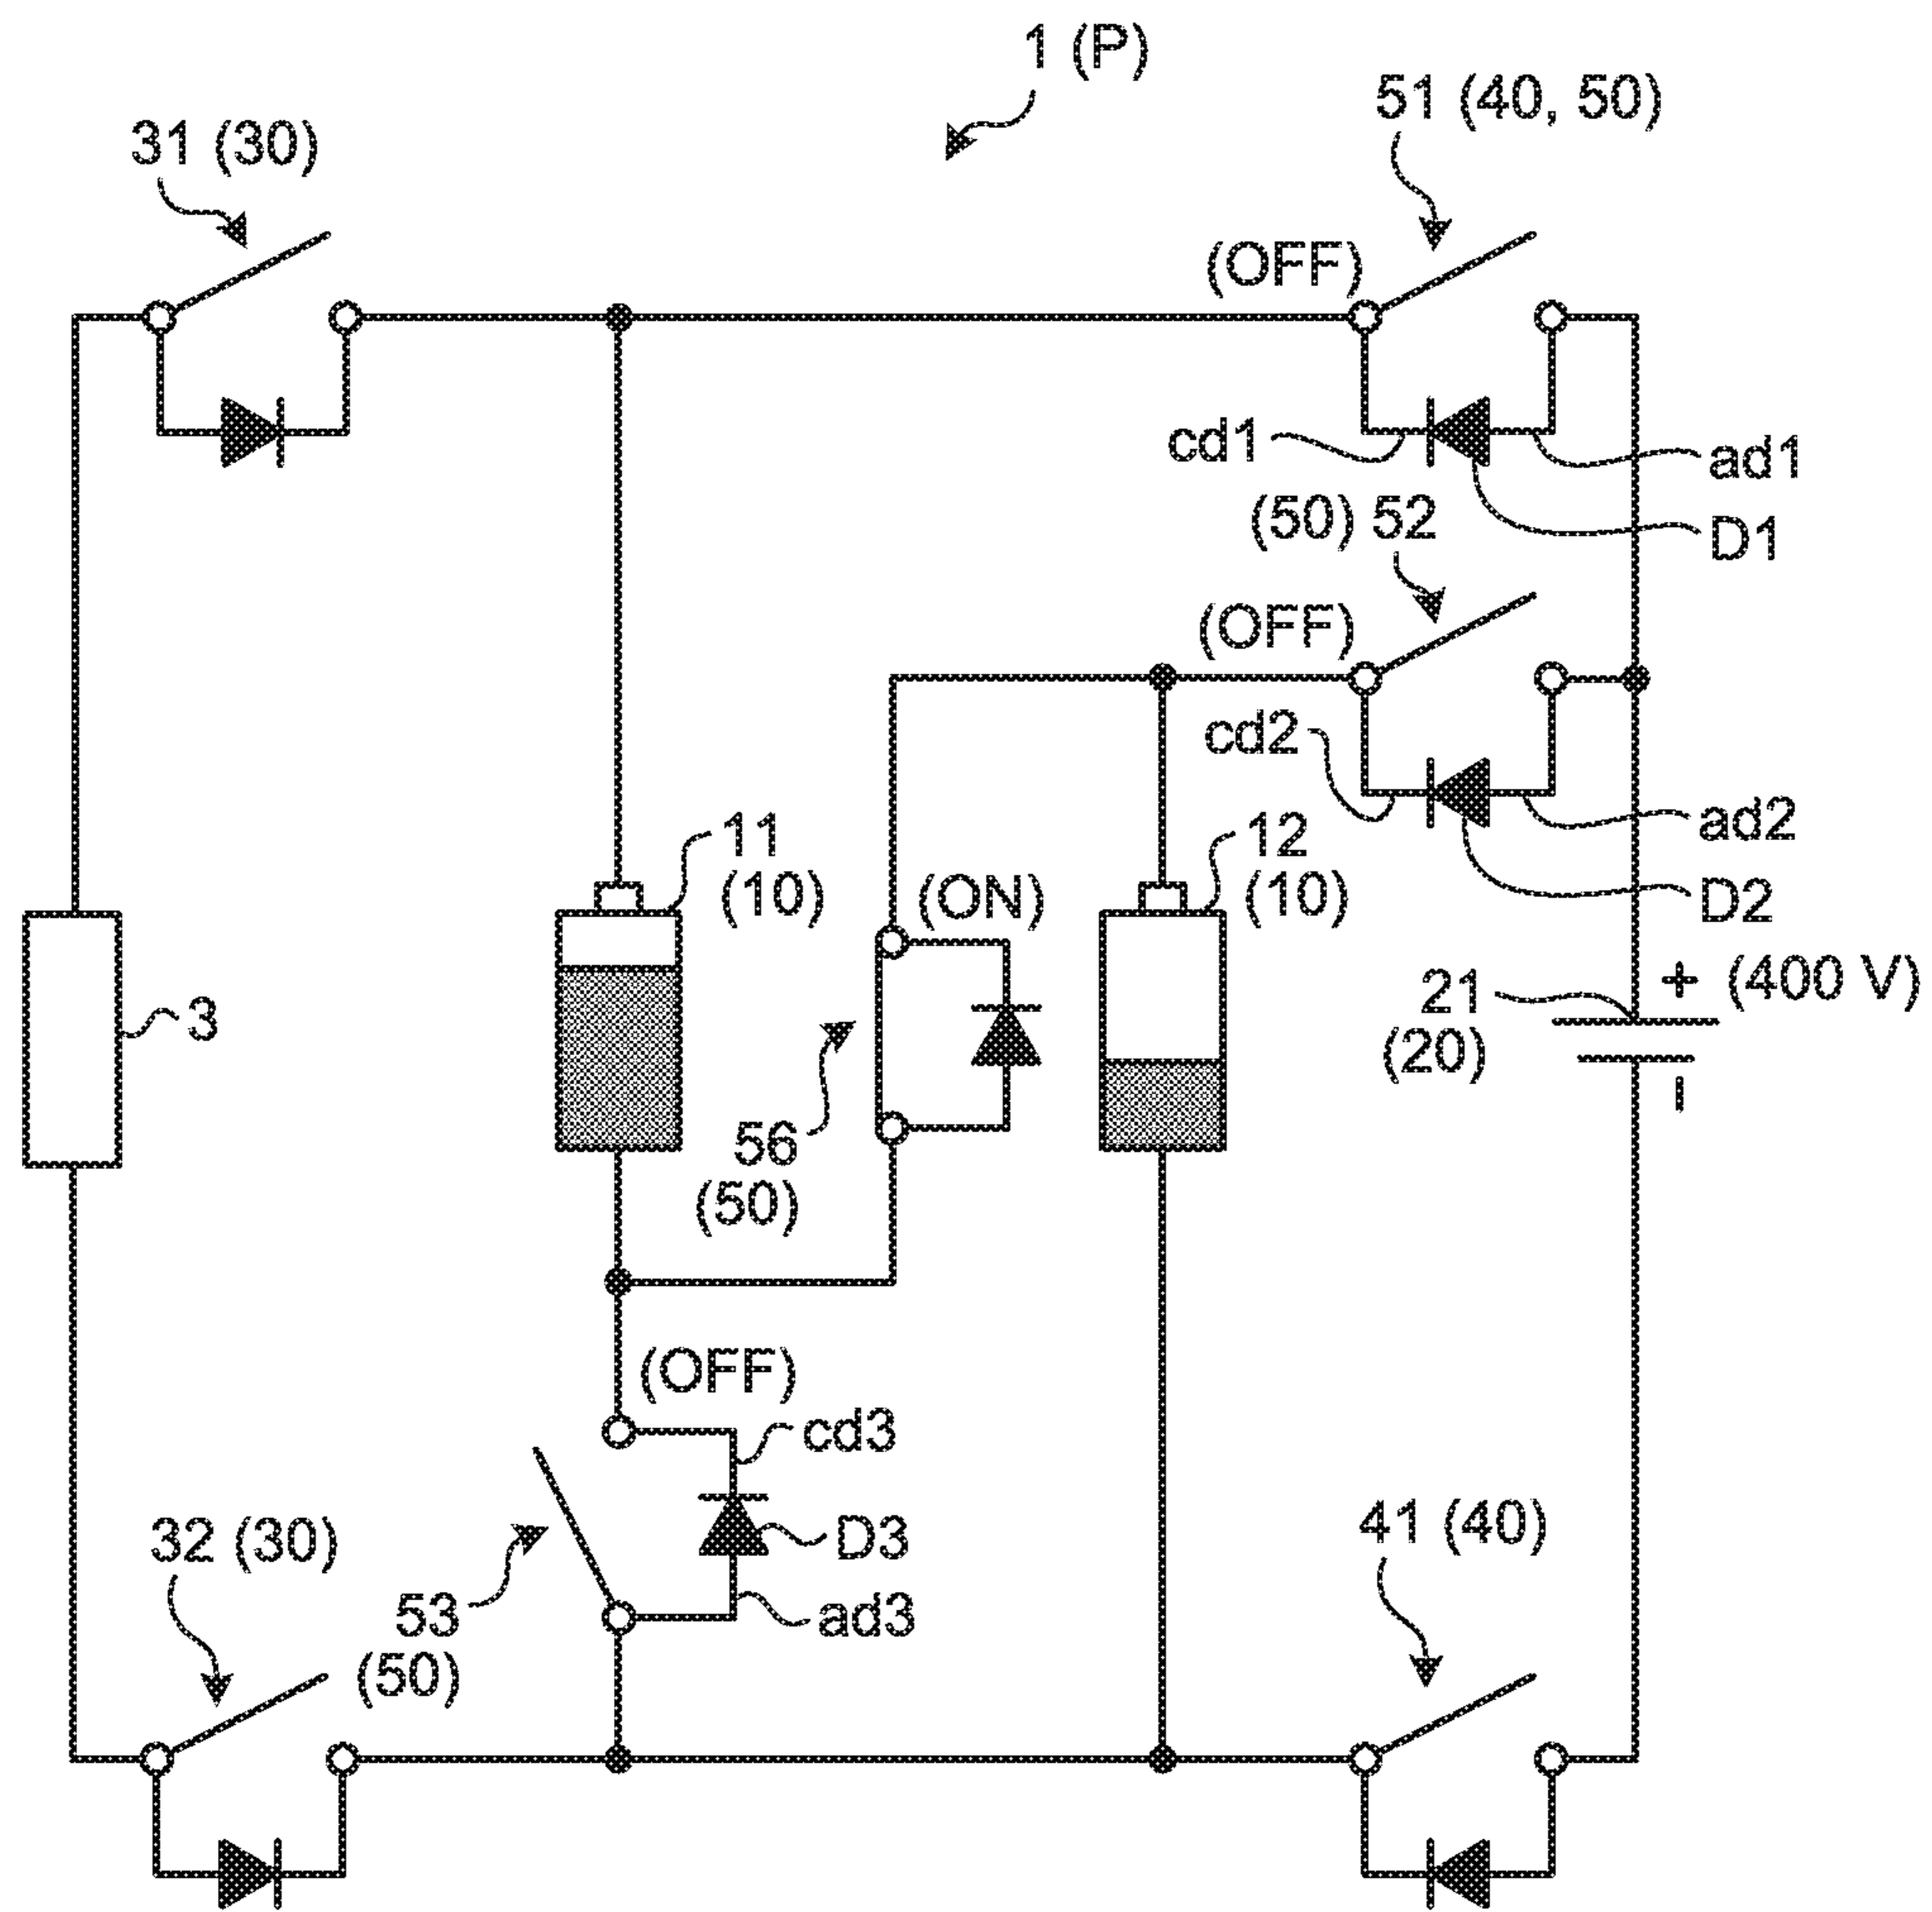 1 (P)
51 (40, 50)
31 (30)
(OFF)
cd1
ad1
(50) 52
D1
(OFF)
cd2
ad2
11
(10)
12
(10)
(ON)
D2
+ (400 V)
21
(20)
−
3
56
(50)
(OFF)
cd3
D3
ad3
32 (30)
53
(50)
41 (40)